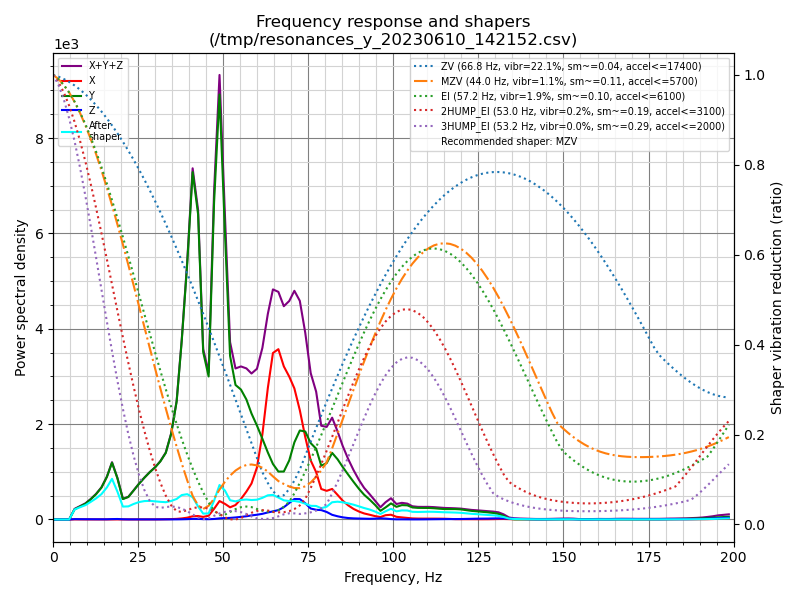 Frequency response and shapers
(/tmp/resonances_y_20230610_142152.csv)
1e3
X+Y+Z
X
Y
Z
After
shaper
ZV (66.8 Hz, vibr=22.1%, sm~=0.04, accel<=17400)
MZV (44.0 Hz, vibr=1.1%, sm~=0.11, accel<=5700)
EI (57.2 Hz, vibr=1.9%, sm~=0.10, accel<=6100)
2HUMP_EI (53.0 Hz, vibr=0.2%, sm~=0.19, accel<=3100)
3HUMP_EI (53.2 Hz, vibr=0.0%, sm~=0.29, accel<=2000)
Recommended shaper: MZV
Power spectral density
8
6
4
2
0
1.0
0.8
0.6
0.4
0.2
0.0
Shaper vibration reduction (ratio)
0 25 50 75 100 125 150 175 200
Frequency, Hz